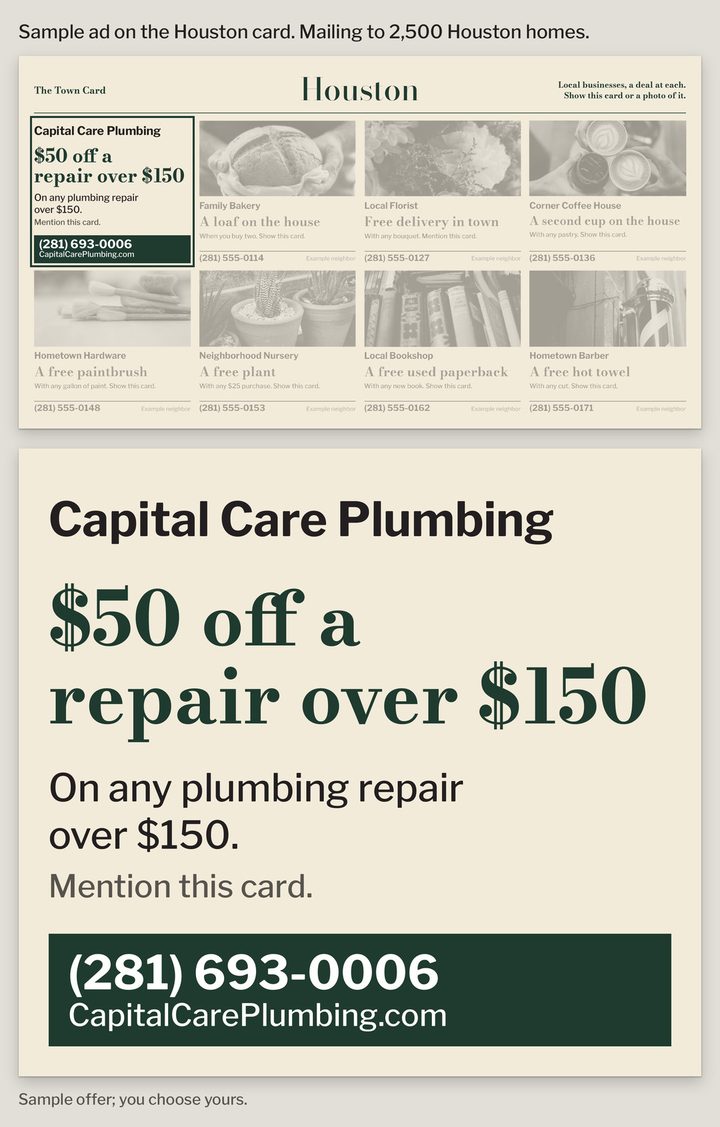 Sample ad on the Houston card. Mailing to 2,500 Houston homes.
The Town Card
Houston
Local businesses, a deal at each.
Show this card or a photo of it.
Capital Care Plumbing
$50 off a
repair over $150
On any plumbing repair
over $150.
Mention this card.
(281) 693-0006
CapitalCarePlumbing.com
Family Bakery
A loaf on the house
When you buy two. Show this card.
(281) 555-0114
Example neighbor
Local Florist
Free delivery in town
With any bouquet. Mention this card.
(281) 555-0127
Example neighbor
Corner Coffee House
A second cup on the house
With any pastry. Show this card.
(281) 555-0136
Example neighbor
Hometown Hardware
A free paintbrush
With any gallon of paint. Show this card.
(281) 555-0148
Example neighbor
Neighborhood Nursery
A free plant
With any $25 purchase. Show this card.
(281) 555-0153
Example neighbor
Local Bookshop
A free used paperback
With any new book. Show this card.
(281) 555-0162
Example neighbor
Hometown Barber
A free hot towel
With any cut. Show this card.
(281) 555-0171
Example neighbor
Capital Care Plumbing
$50 off a
repair over $150
On any plumbing repair
over $150.
Mention this card.
(281) 693-0006
CapitalCarePlumbing.com
Sample offer; you choose yours.